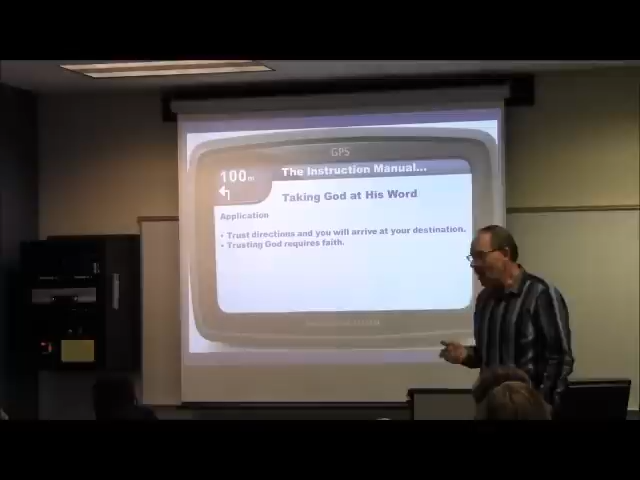 GPS
100m
The Instruction Manual...
Taking God at His Word
Application
• Trust directions and you will arrive at your destination.
• Trusting God requires faith.